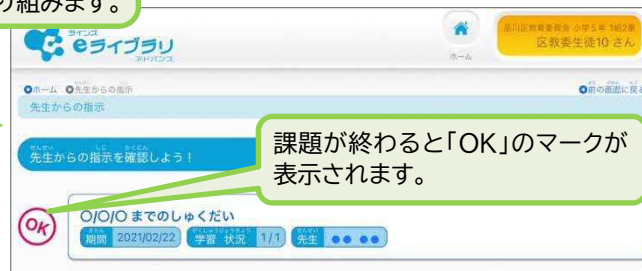 り組みます。
ラインズ
eライブラリ
アドバンス
ホーム
品川区教育委員会 小学5年 1組2番
区教委生徒10 さん
ホーム 先生からの指示
前の画面に戻る
先生からの指示
先生からの指示を確認しよう!
課題が終わると「OK」のマークが
表示されます。
OK
〇/〇/〇 までのしゅくだい
期間 2021/02/22 学習 状況 1/1 先生 ●● ●●